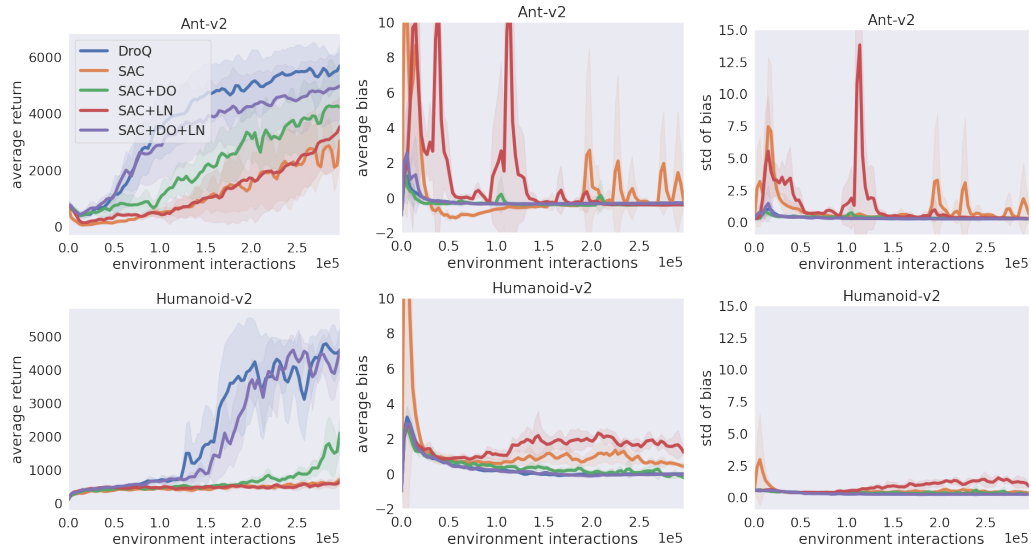 Ant-v2
average return
6000
4000
2000
0
DroQ
SAC
SAC+DO
SAC+LN
SAC+DO+LN
0.0 0.5 1.0 1.5 2.0 2.5
environment interactions 1e5
Ant-v2
average bias
10
8
6
4
2
0
−2
0.0 0.5 1.0 1.5 2.0 2.5
environment interactions 1e5
Ant-v2
std of bias
15.0
12.5
10.0
7.5
5.0
2.5
0.0
0.0 0.5 1.0 1.5 2.0 2.5
environment interactions 1e5
Humanoid-v2
average return
5000
4000
3000
2000
1000
0
0.0 0.5 1.0 1.5 2.0 2.5
environment interactions 1e5
Humanoid-v2
average bias
10
8
6
4
2
0
−2
0.0 0.5 1.0 1.5 2.0 2.5
environment interactions 1e5
Humanoid-v2
std of bias
15.0
12.5
10.0
7.5
5.0
2.5
0.0
0.0 0.5 1.0 1.5 2.0 2.5
environment interactions 1e5